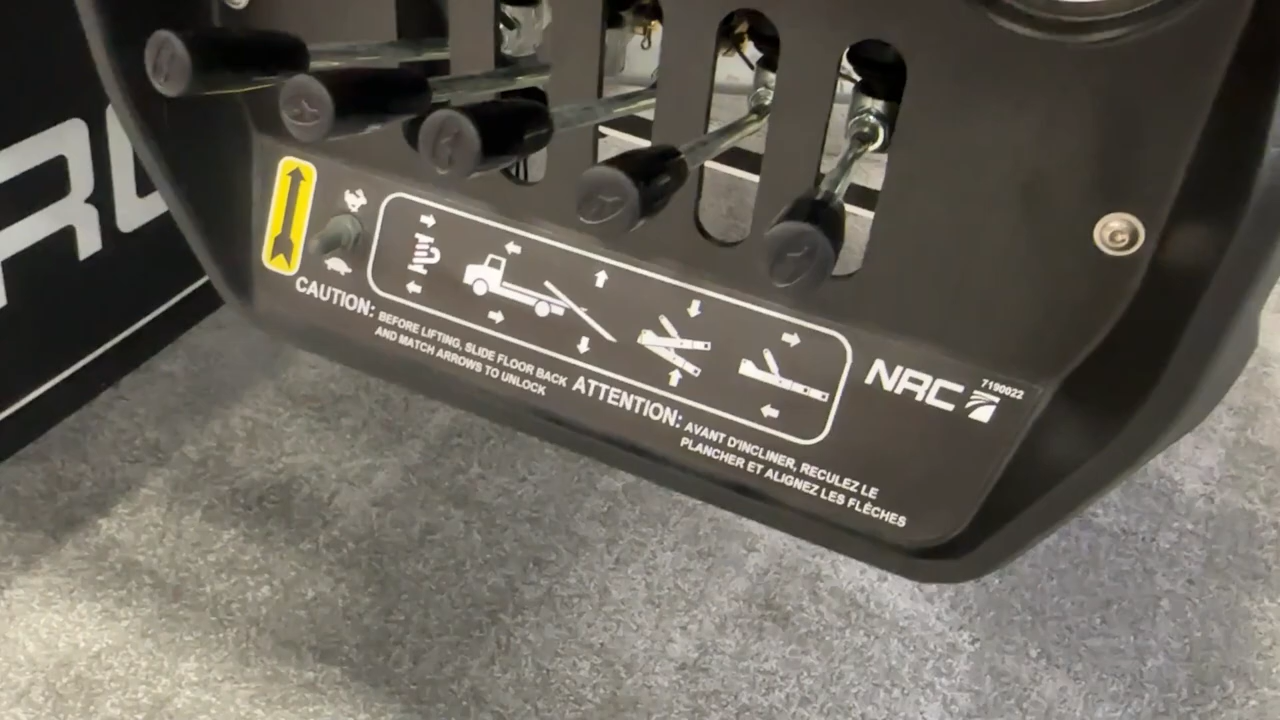 CAUTION: BEFORE LIFTING, SLIDE FLOOR BACK
AND MATCH ARROWS TO UNLOCK
ATTENTION: AVANT D'INCLINER, RECULEZ LE
PLANCHER ET ALIGNEZ LES FLÈCHES
NRC
7190022